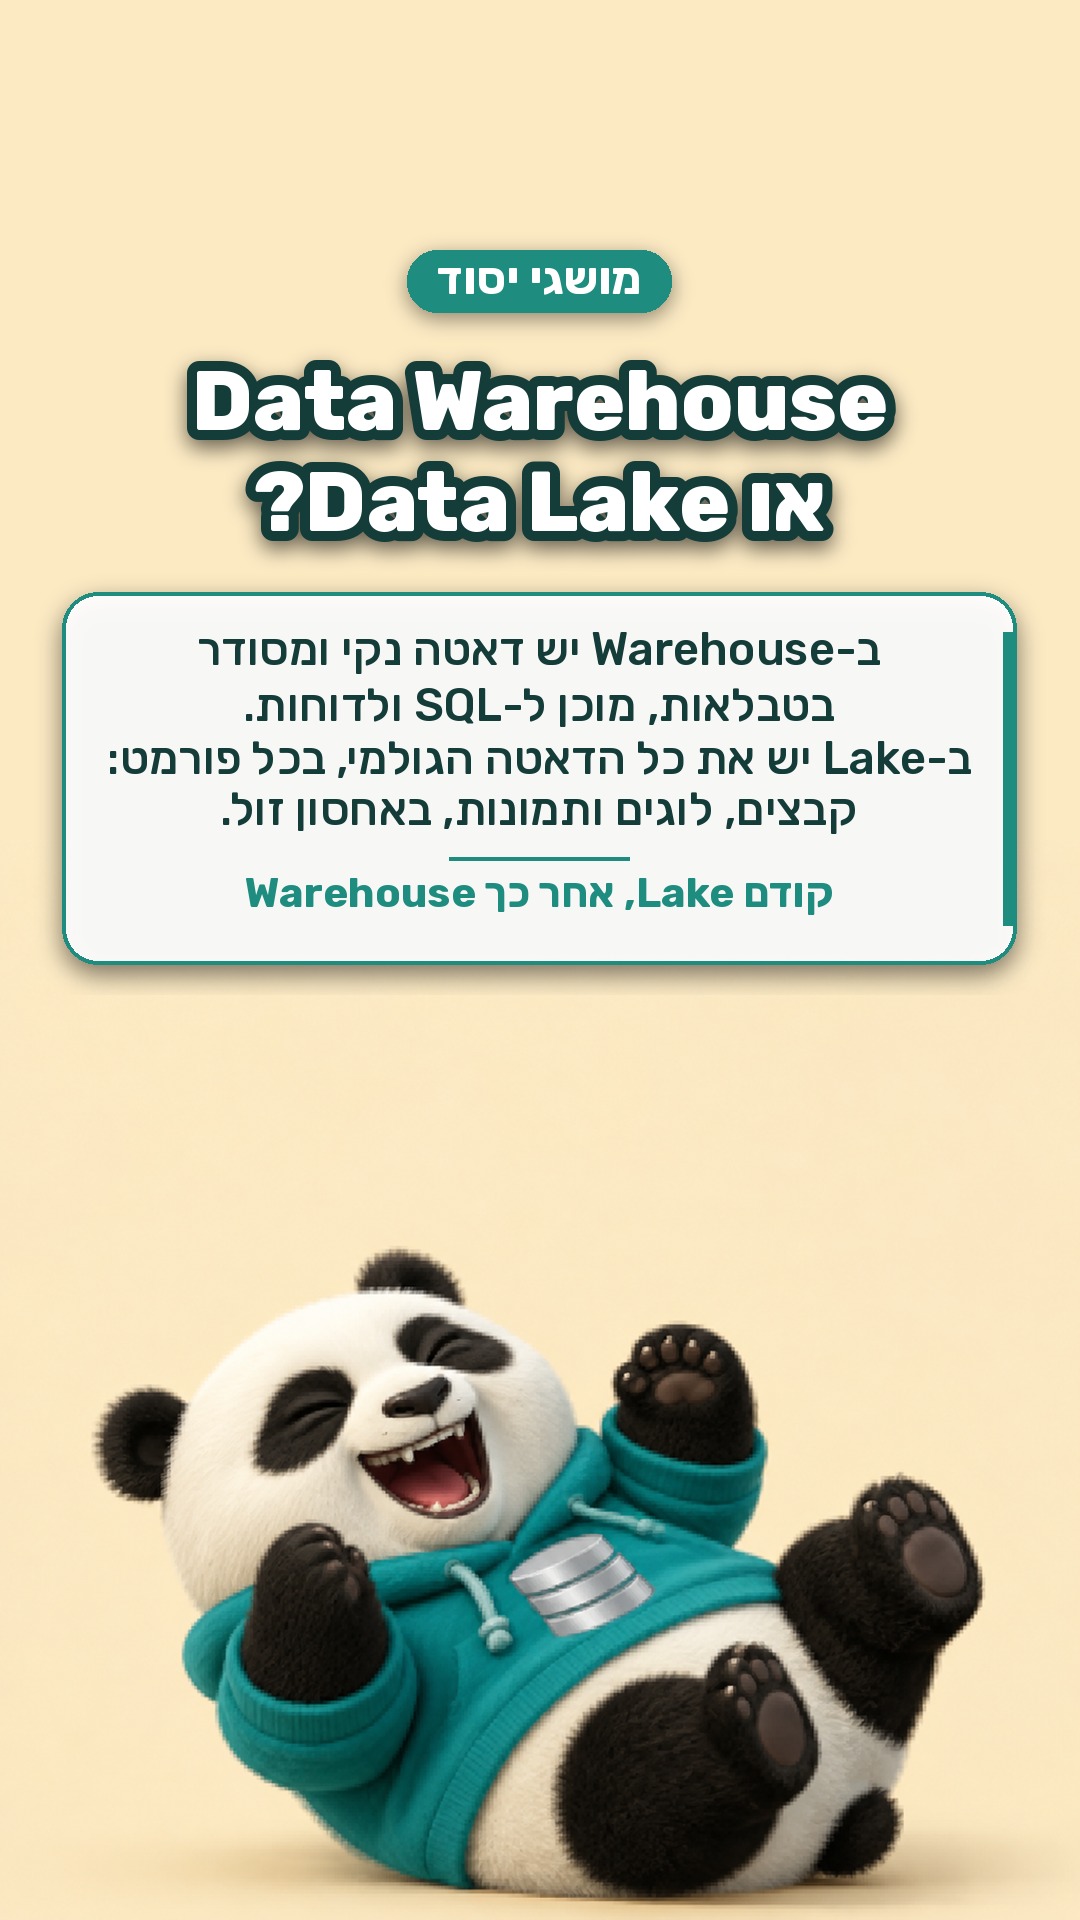 מושגי יסוד
Data Warehouse
או Data Lake?
ב-Warehouse יש דאטה נקי ומסודר
בטבלאות, מוכן ל-SQL ולדוחות.
ב-Lake יש את כל הדאטה הגולמי, בכל פורמט:
קבצים, לוגים ותמונות, באחסון זול.
קודם Lake, אחר כך Warehouse